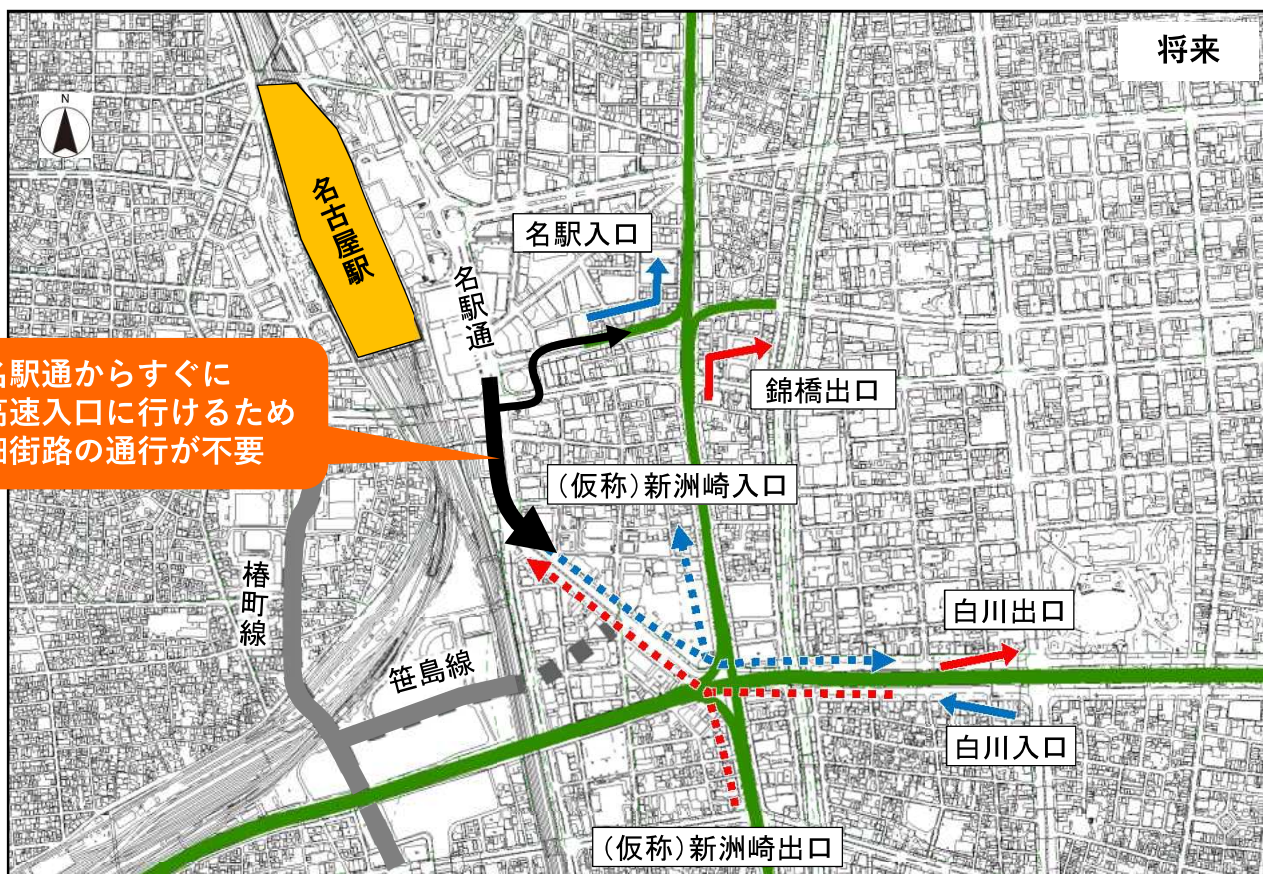 将来
N
名古屋駅
名駅入口
名駅通
名駅通からすぐに
高速入口に行けるため
細街路の通行が不要
錦橋出口
(仮称)新洲崎入口
椿町線
白川出口
笹島線
白川入口
(仮称)新洲崎出口